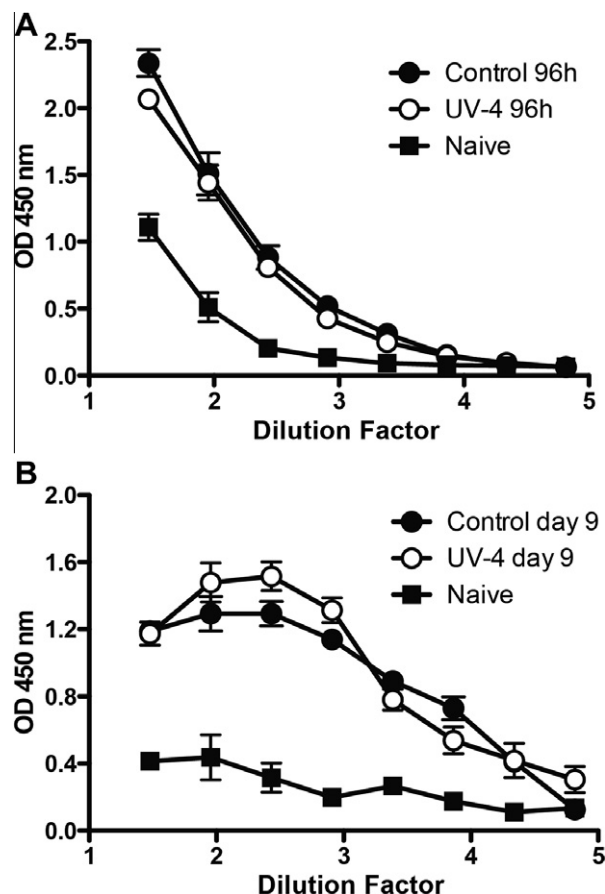 A
2.5
2.0
1.5
1.0
0.5
0.0
OD 450 nm
Control 96h
UV-4 96h
Naive
1 2 3 4 5
Dilution Factor
B
2.0
1.6
1.2
0.8
0.4
0.0
OD 450 nm
Control day 9
UV-4 day 9
Naive
1 2 3 4 5
Dilution Factor